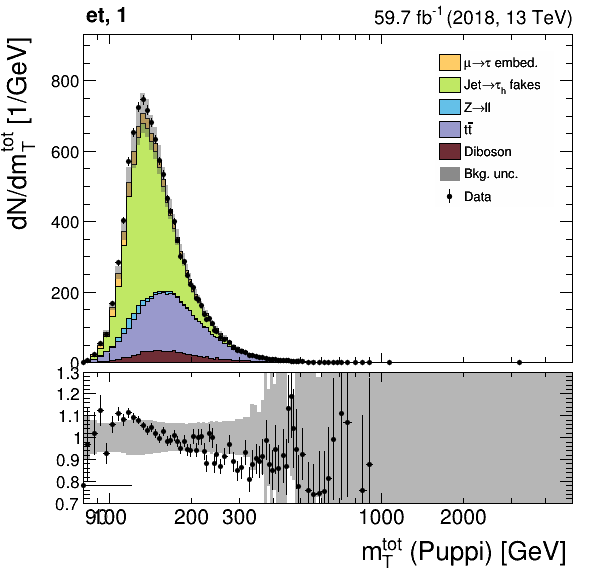 et, 1
59.7 fb⁻¹ (2018, 13 TeV)
dN/dm_T^tot [1/GeV]
800
600
400
200
0
μ→τ embed.
Jet→τ_h fakes
Z→ll
tt̄
Diboson
Bkg. unc.
Data
1.3
1.2
1.1
1
0.9
0.8
0.7
90
100
200
300
1000
2000
m_T^tot (Puppi) [GeV]